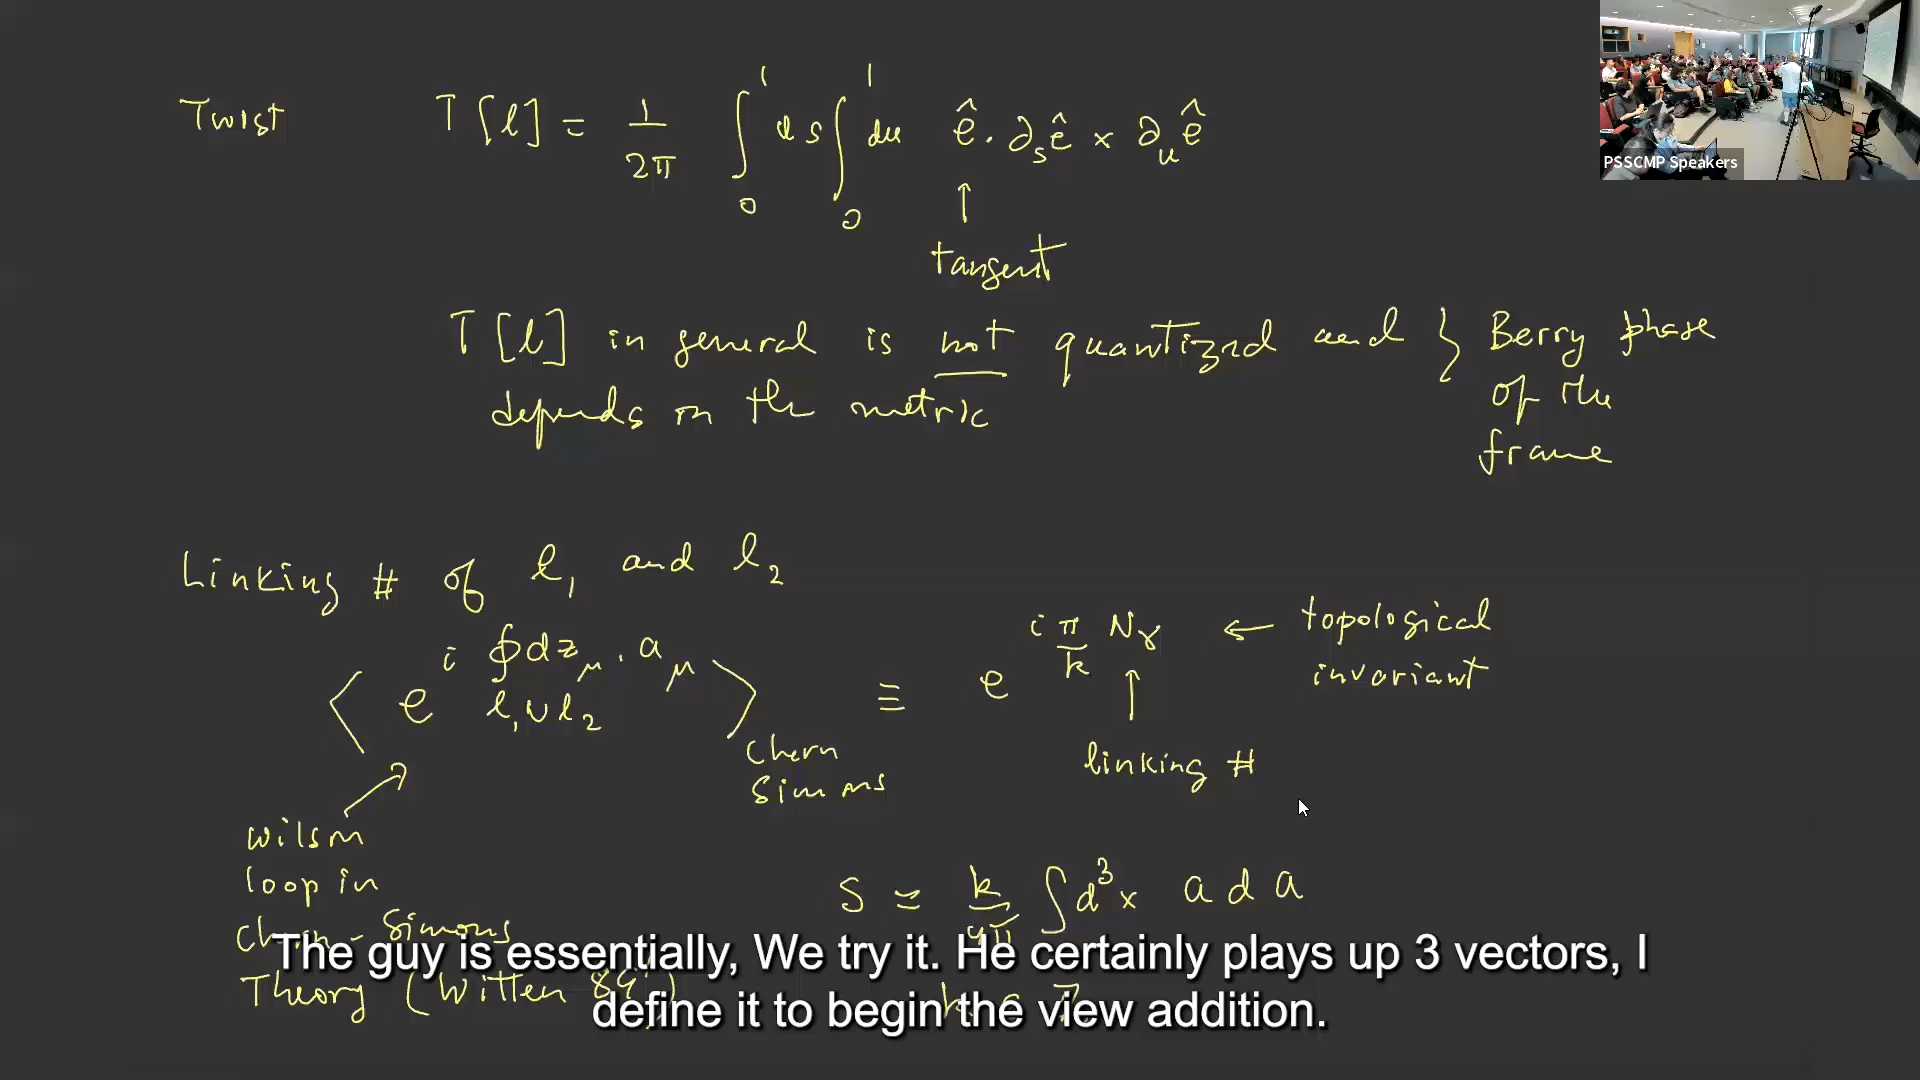 Twist T[l] = 1/2π ∫₀¹ ds ∫₀¹ du ê · ∂ₛê × ∂ᵤê
↑
tangent
T[l] in general is not quantized and } Berry phase
depends on the metric
of the
frame
Linking # of l₁ and l₂
⟨ e^{i ∮_{l₁∪l₂} dz_μ · a_μ} ⟩ Chern Simons ≡ e^{i π/k N_γ} ← topological
invariant
↑
linking #
Wilson
loop in
Chern-Simons
Theory (Witten 89')
S = k/4π ∫ d³x a d a
PSSCMP Speakers
The guy is essentially, We try it. He certainly plays up 3 vectors, I
define it to begin the view addition.